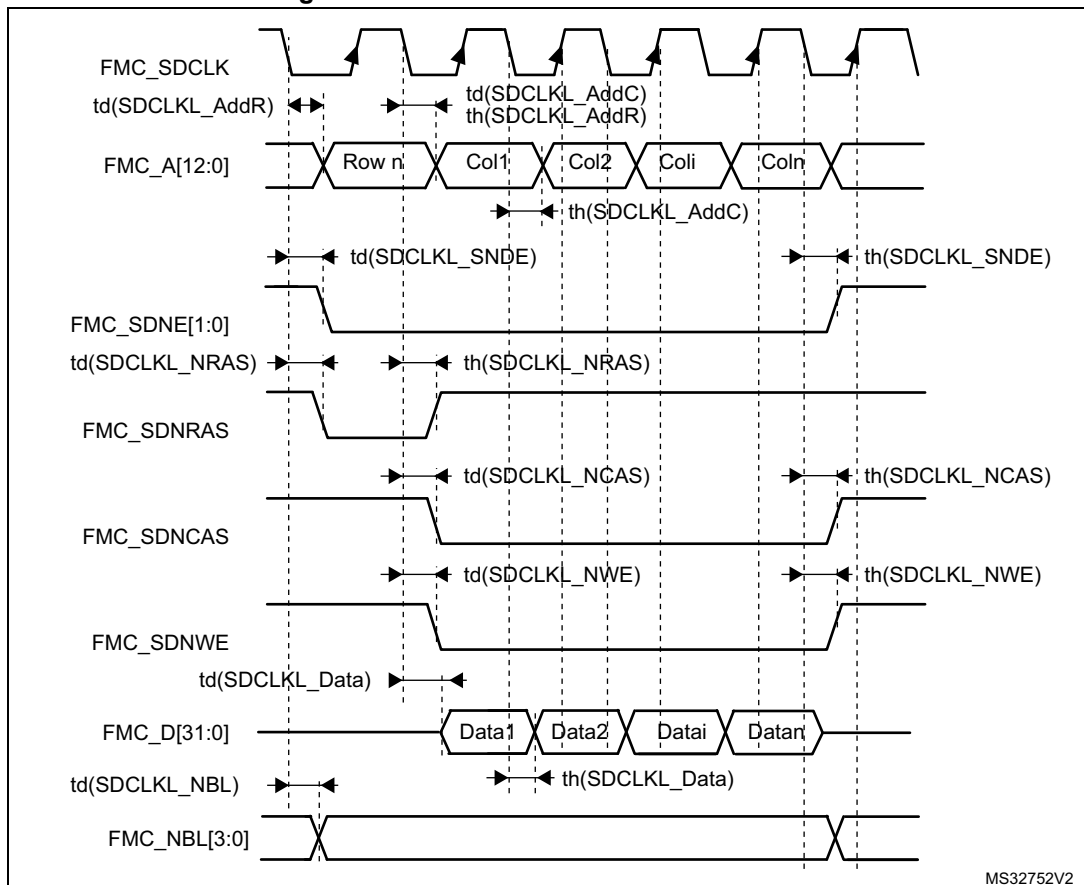 FMC_SDCLK
td(SDCLKL_AddR)
td(SDCLKL_AddC)
th(SDCLKL_AddR)
FMC_A[12:0]
Row n
Col1
Col2
Coli
Coln
th(SDCLKL_AddC)
td(SDCLKL_SNDE)
th(SDCLKL_SNDE)
FMC_SDNE[1:0]
td(SDCLKL_NRAS)
th(SDCLKL_NRAS)
FMC_SDNRAS
td(SDCLKL_NCAS)
th(SDCLKL_NCAS)
FMC_SDNCAS
td(SDCLKL_NWE)
th(SDCLKL_NWE)
FMC_SDNWE
td(SDCLKL_Data)
FMC_D[31:0]
Data1
Data2
Datai
Datan
th(SDCLKL_Data)
td(SDCLKL_NBL)
FMC_NBL[3:0]
MS32752V2